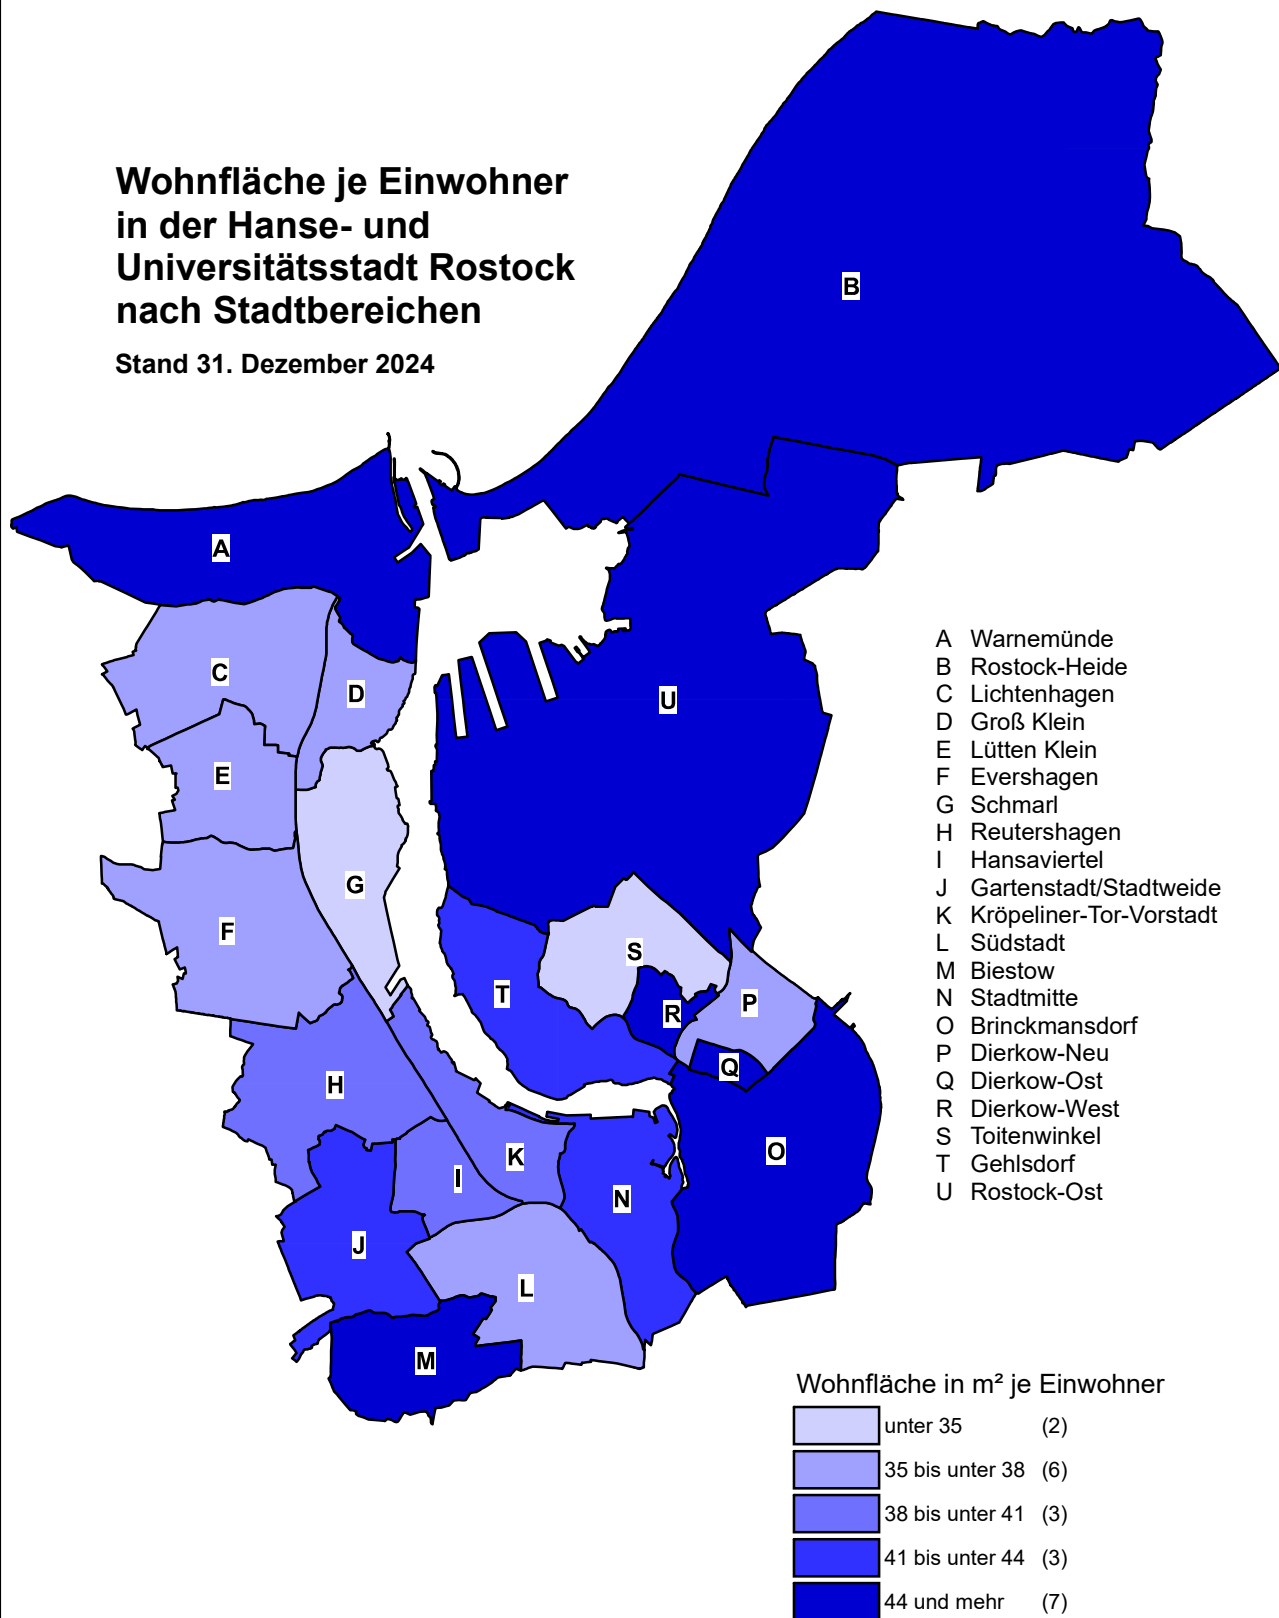 Wohnfläche je Einwohner
in der Hanse- und
Universitätsstadt Rostock
nach Stadtbereichen
Stand 31. Dezember 2024
B
A
C
D
U
E
G
F
S
T
R
P
Q
H
K
O
I
N
J
L
M
A Warnemünde
B Rostock-Heide
C Lichtenhagen
D Groß Klein
E Lütten Klein
F Evershagen
G Schmarl
H Reutershagen
I Hansaviertel
J Gartenstadt/Stadtweide
K Kröpeliner-Tor-Vorstadt
L Südstadt
M Biestow
N Stadtmitte
O Brinckmansdorf
P Dierkow-Neu
Q Dierkow-Ost
R Dierkow-West
S Toitenwinkel
T Gehlsdorf
U Rostock-Ost
Wohnfläche in m² je Einwohner
unter 35 (2)
35 bis unter 38 (6)
38 bis unter 41 (3)
41 bis unter 44 (3)
44 und mehr (7)